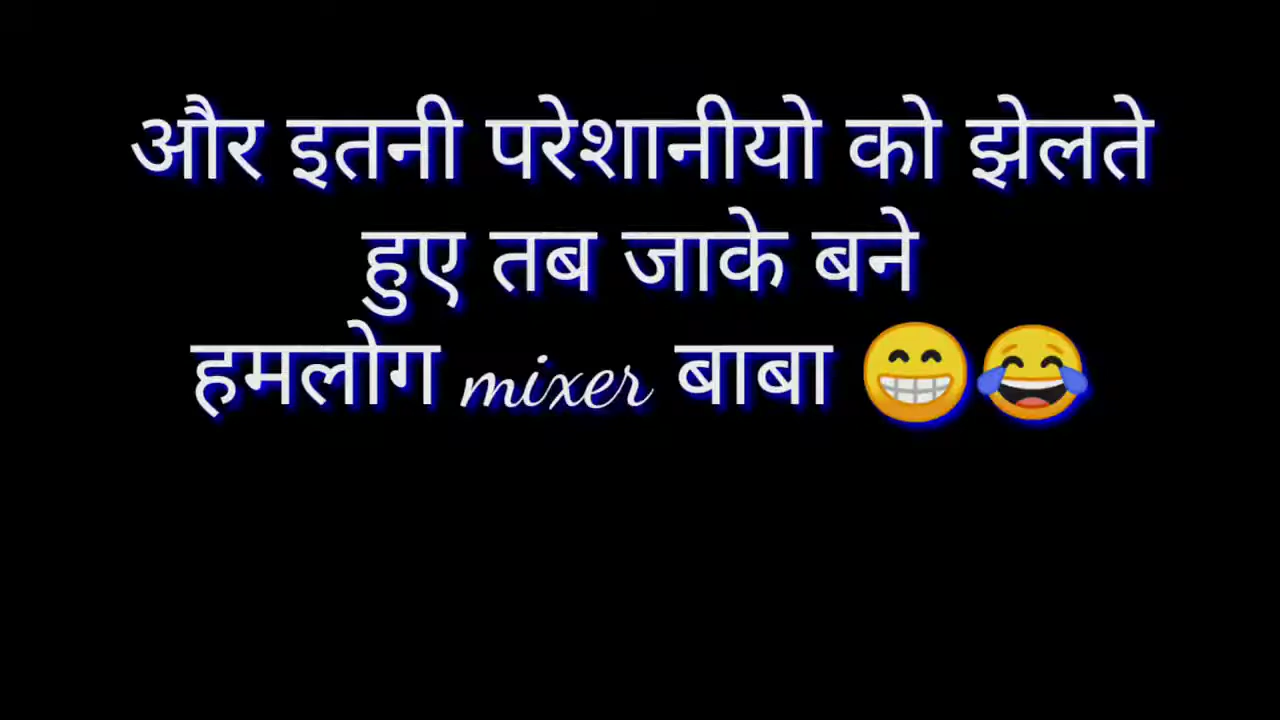 और इतनी परेशानीयो को झेलते
हुए तब जाके बने
हमलोग mixer बाबा 😁😂